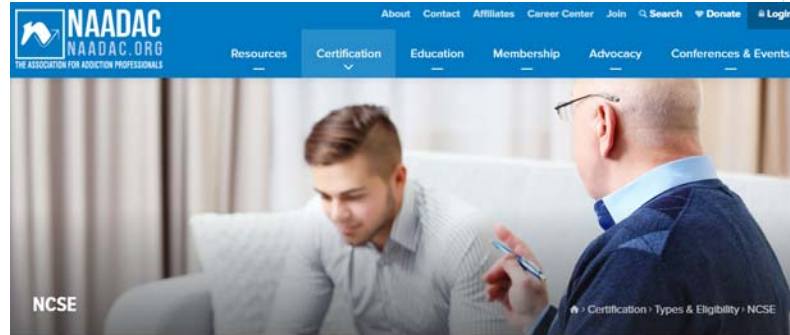 NAADAC
NAADAC.ORG
THE ASSOCIATION FOR ADDICTION PROFESSIONALS
About Contact Affiliates Career Center Join Search Donate Login
Resources Certification Education Membership Advocacy Conferences & Events
NCSE
› Certification › Types & Eligibility › NCSE